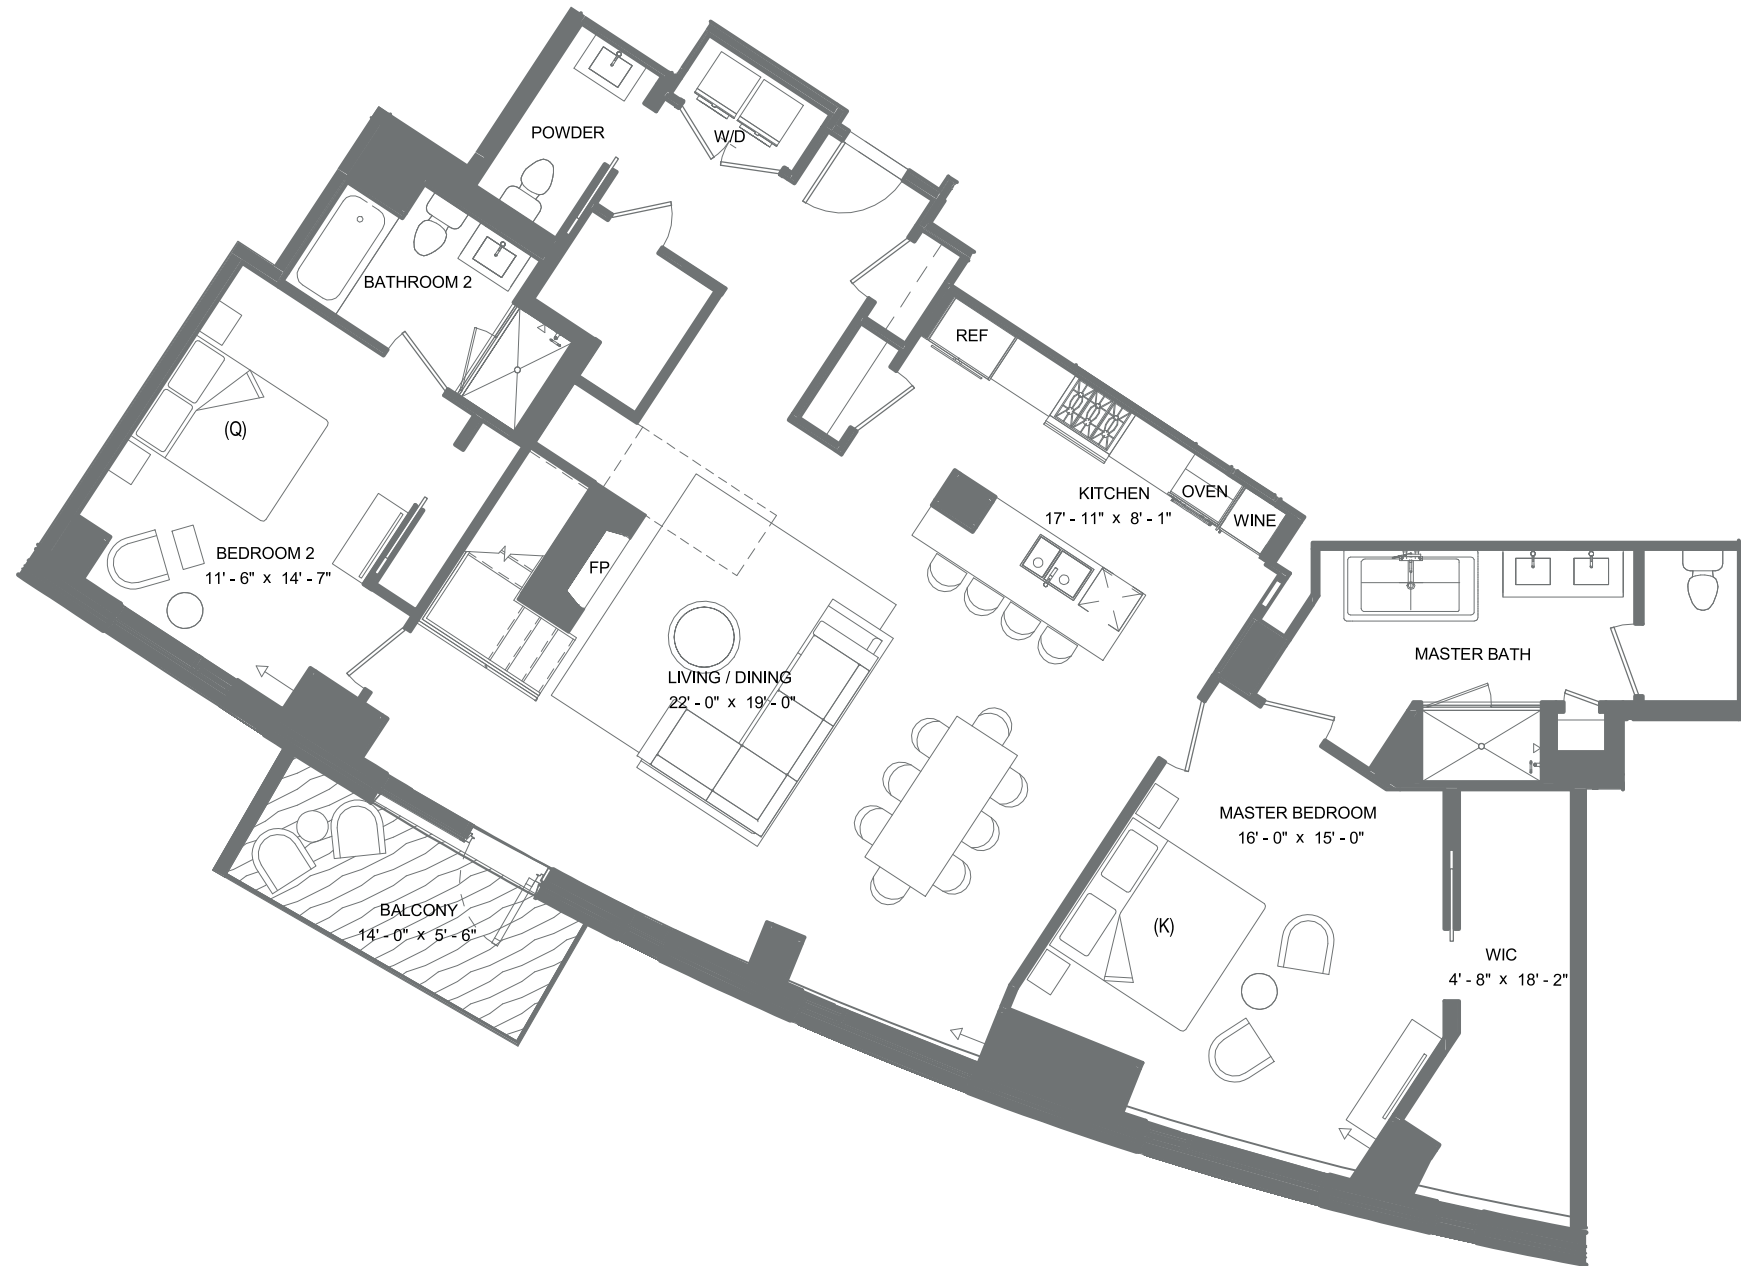 POWDER
W/D
BATHROOM 2
REF
(Q)
KITCHEN
17' - 11" x 8' - 1"
OVEN
WINE
BEDROOM 2
11' - 6" x 14' - 7"
FP
MASTER BATH
LIVING / DINING
22' - 0" x 19' - 0"
MASTER BEDROOM
16' - 0" x 15' - 0"
BALCONY
14' - 0" x 5' - 6"
(K)
WIC
4' - 8" x 18' - 2"